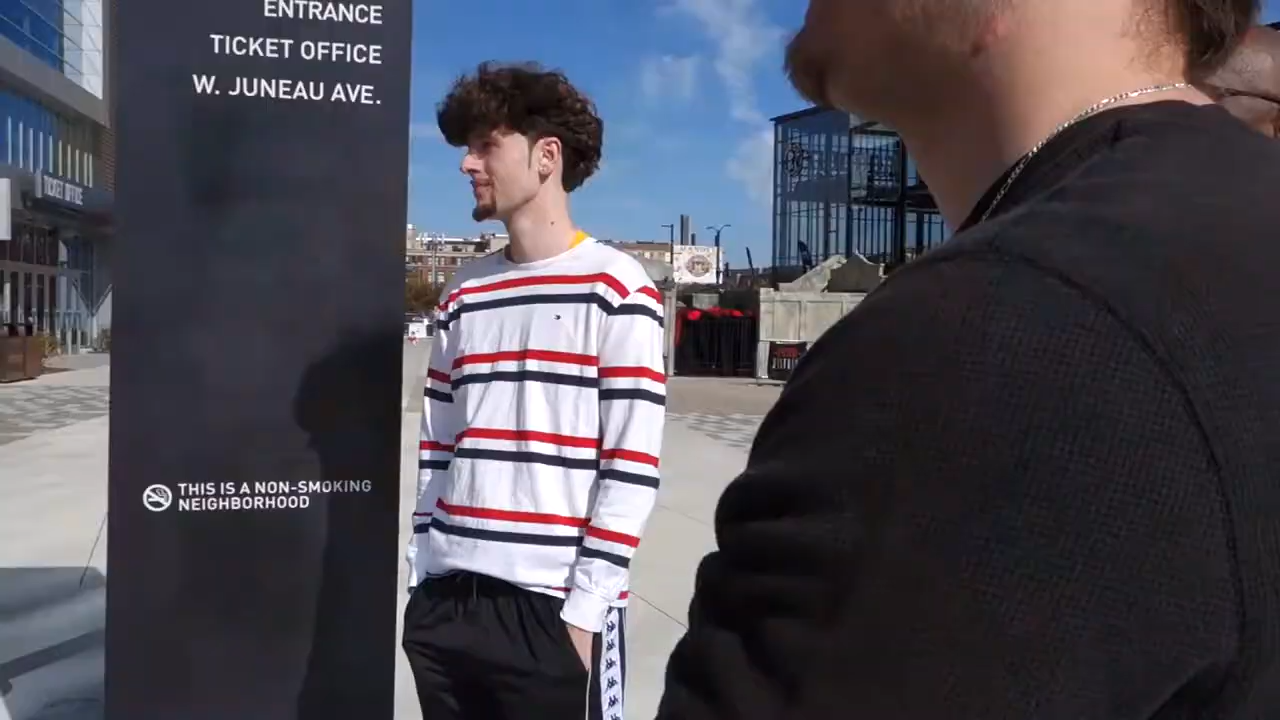 ENTRANCE
TICKET OFFICE
W. JUNEAU AVE.
TICKET OFFICE
THIS IS A NON-SMOKING
NEIGHBORHOOD